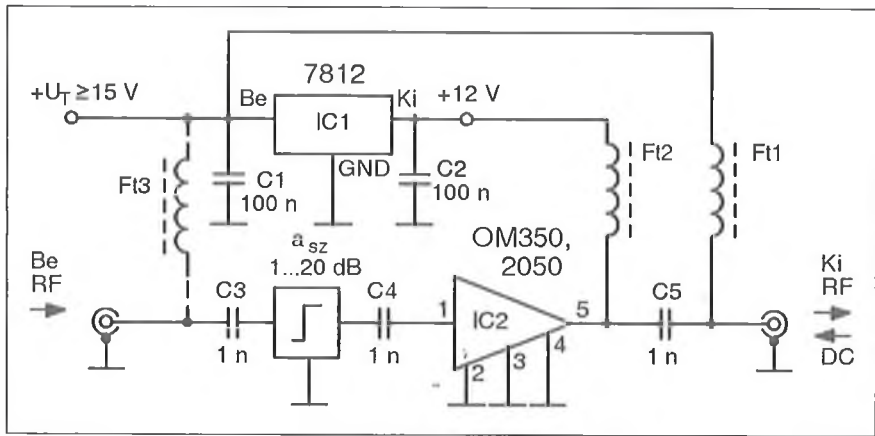 +U_T ≥15 V
Be
7812
IC1
Ki
+12 V
GND
C1
100 n
C2
100 n
Ft3
Ft2
Ft1
a_sz
1...20 dB
OM350,
2050
Be
RF
C3
1 n
C4
1 n
1
IC2
2
3
4
5
C5
1 n
Ki
RF
DC